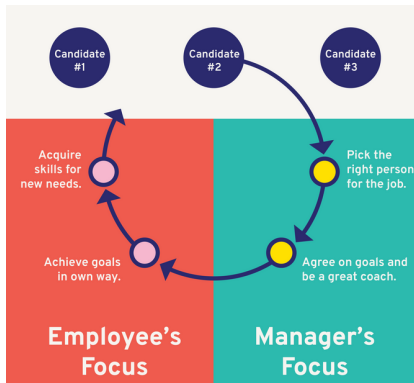 Candidate
#1
Candidate
#2
Candidate
#3
Acquire
skills for
new needs.
Pick the
right person
for the job.
Achieve goals
in own way.
Agree on goals and
be a great coach.
Employee's
Focus
Manager's
Focus